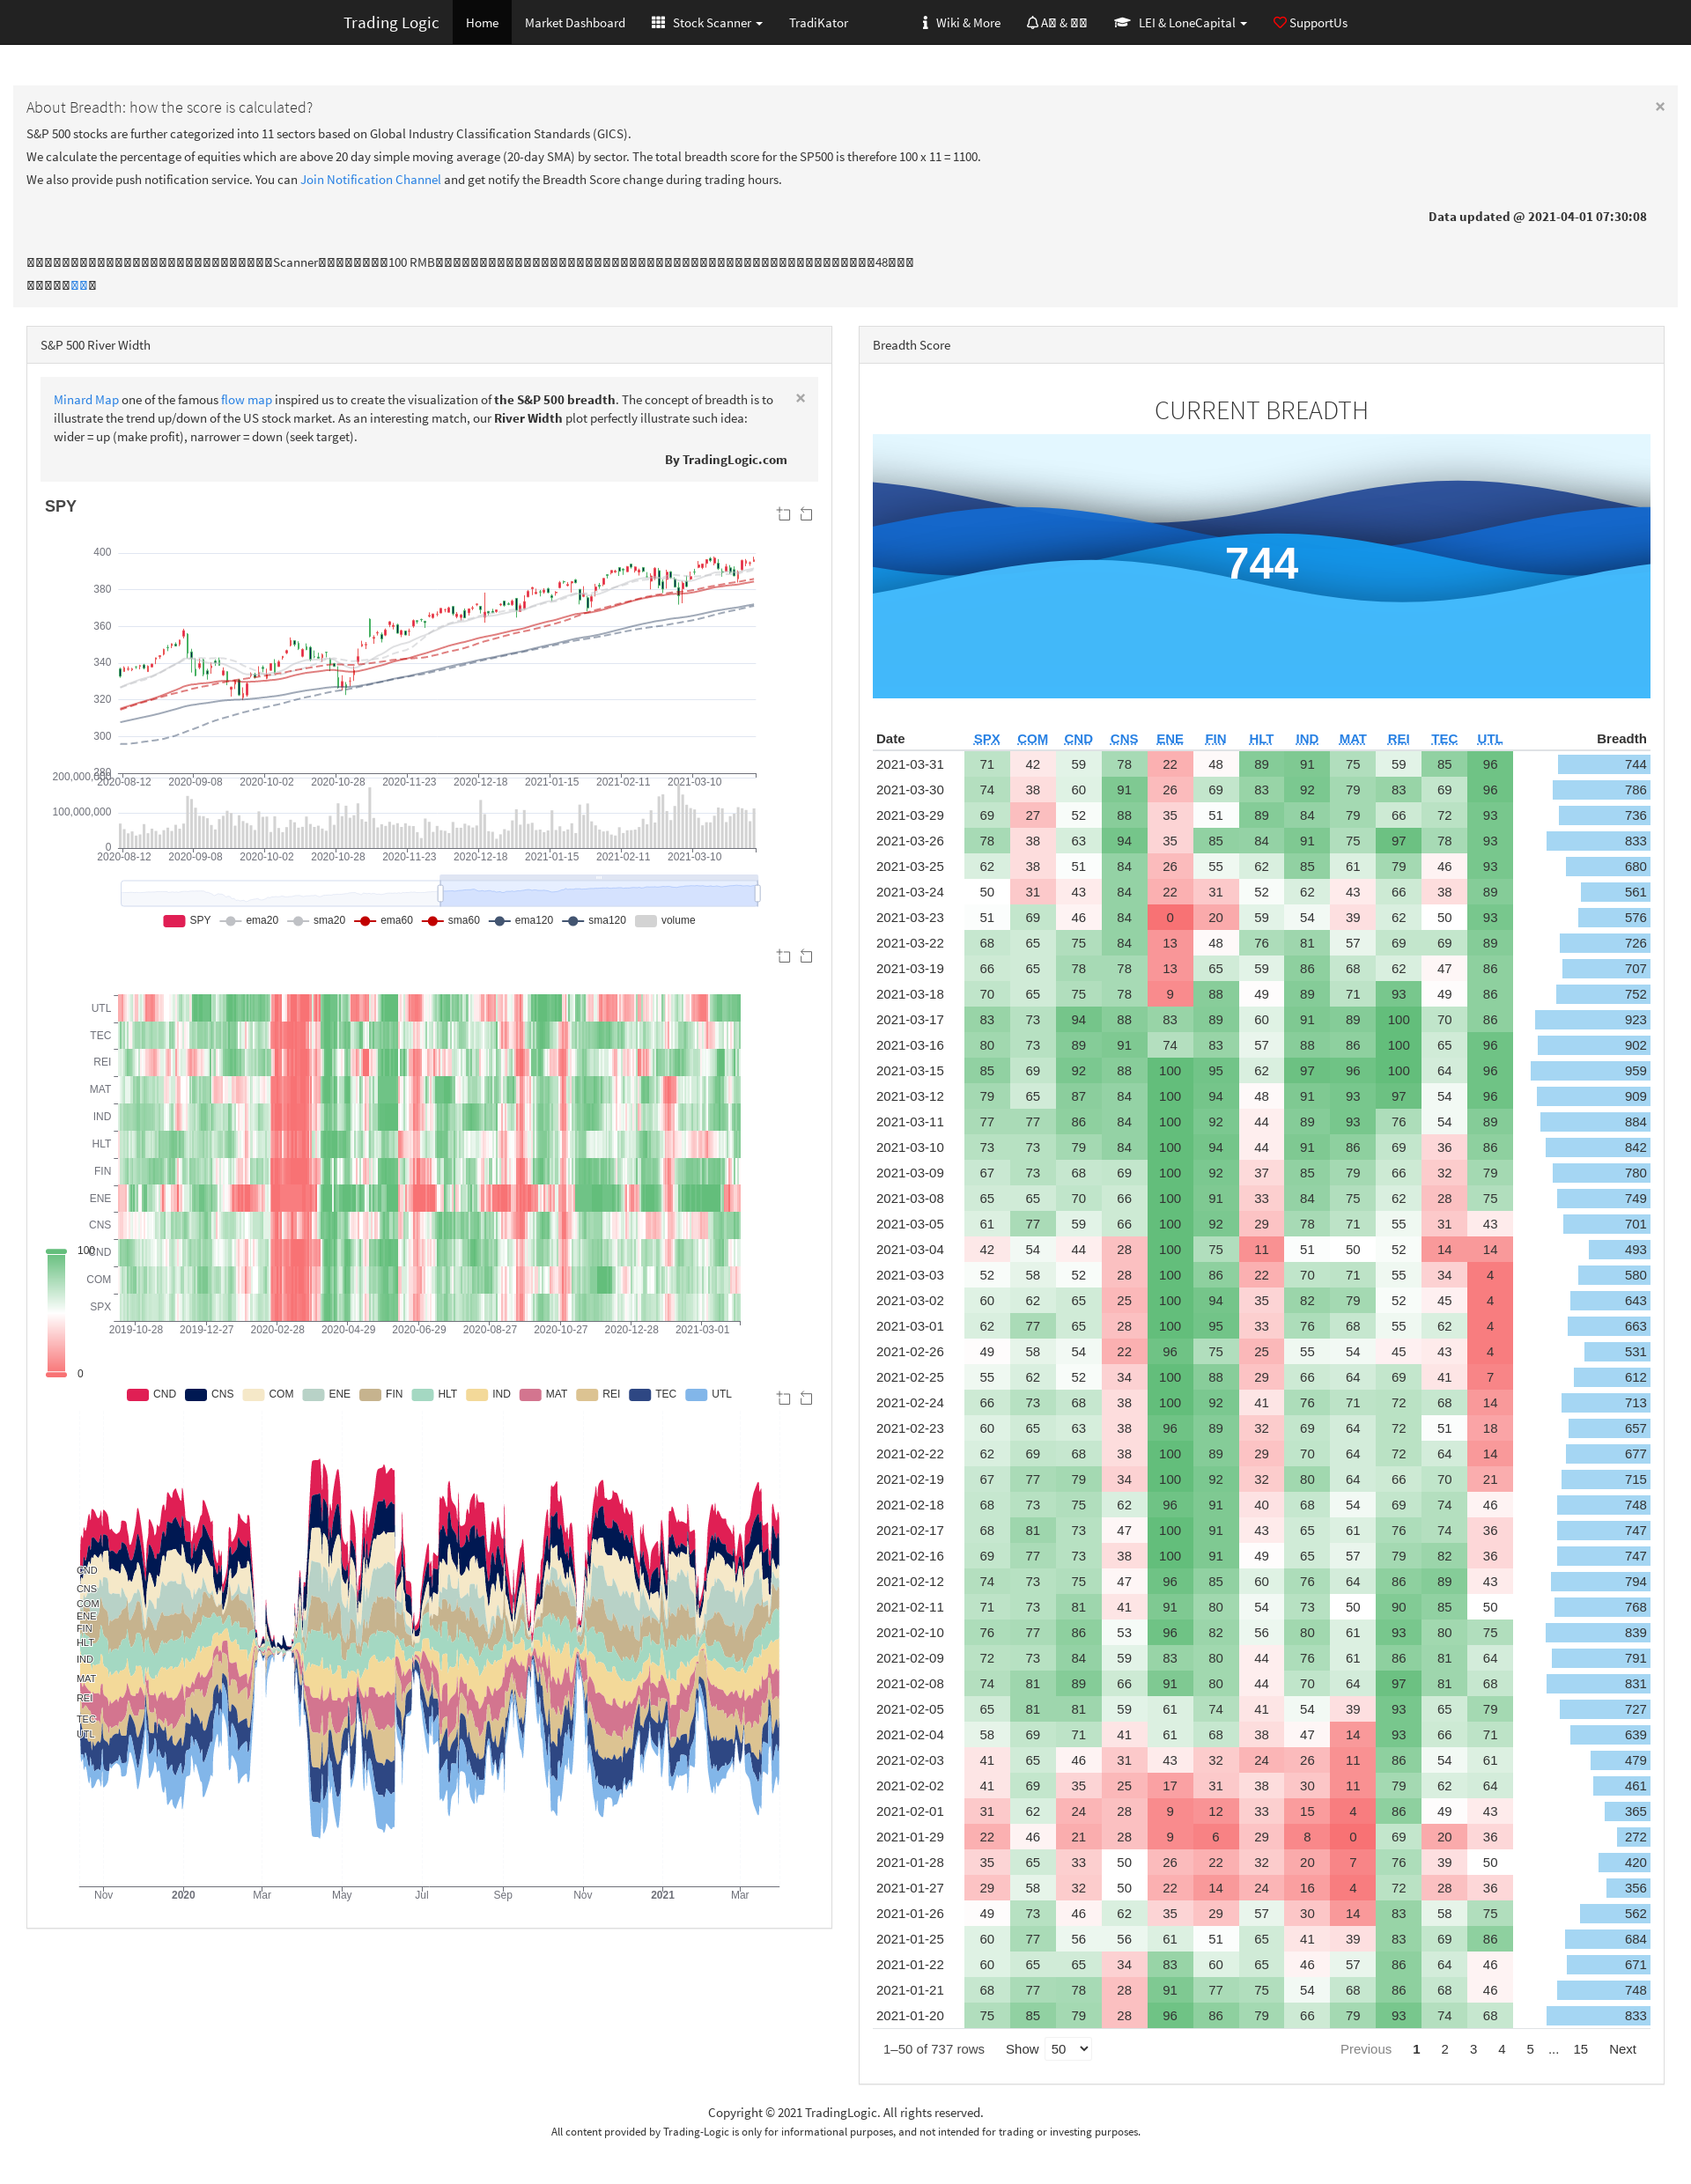 Trading Logic Home Market Dashboard Stock Scanner TradiKator Wiki & More A & LEI & LoneCapital SupportUs
About Breadth: how the score is calculated? ×
S&P 500 stocks are further categorized into 11 sectors based on Global Industry Classification Standards (GICS).
We calculate the percentage of equities which are above 20 day simple moving average (20-day SMA) by sector. The total breadth score for the SP500 is therefore 100 x 11 = 1100.
We also provide push notification service. You can Join Notification Channel and get notify the Breadth Score change during trading hours.
Data updated @ 2021-04-01 07:30:08
Scanner 100 RMB 48
S&P 500 River Width
Minard Map one of the famous flow map inspired us to create the visualization of the S&P 500 breadth. The concept of breadth is to ×
illustrate the trend up/down of the US stock market. As an interesting match, our River Width plot perfectly illustrate such idea:
wider = up (make profit), narrower = down (seek target).
By TradingLogic.com
SPY
400
380
360
340
320
300
280
2020-08-12 2020-09-08 2020-10-02 2020-10-28 2020-11-23 2020-12-18 2021-01-15 2021-02-11 2021-03-10
200,000,000
100,000,000
0
2020-08-12 2020-09-08 2020-10-02 2020-10-28 2020-11-23 2020-12-18 2021-01-15 2021-02-11 2021-03-10
SPY ema20 sma20 ema60 sma60 ema120 sma120 volume
UTL
TEC
REI
MAT
IND
HLT
FIN
ENE
CNS
CND
COM
SPX
100
0
2019-10-28 2019-12-27 2020-02-28 2020-04-29 2020-06-29 2020-08-27 2020-10-27 2020-12-28 2021-03-01
CND CNS COM ENE FIN HLT IND MAT REI TEC UTL
CND
CNS
COM
ENE
FIN
HLT
IND
MAT
REI
TEC
UTL
Nov 2020 Mar May Jul Sep Nov 2021 Mar
Breadth Score
CURRENT BREADTH
744
Date SPX COM CND CNS ENE FIN HLT IND MAT REI TEC UTL Breadth
2021-03-31 71 42 59 78 22 48 89 91 75 59 85 96 744
2021-03-30 74 38 60 91 26 69 83 92 79 83 69 96 786
2021-03-29 69 27 52 88 35 51 89 84 79 66 72 93 736
2021-03-26 78 38 63 94 35 85 84 91 75 97 78 93 833
2021-03-25 62 38 51 84 26 55 62 85 61 79 46 93 680
2021-03-24 50 31 43 84 22 31 52 62 43 66 38 89 561
2021-03-23 51 69 46 84 0 20 59 54 39 62 50 93 576
2021-03-22 68 65 75 84 13 48 76 81 57 69 69 89 726
2021-03-19 66 65 78 78 13 65 59 86 68 62 47 86 707
2021-03-18 70 65 75 78 9 88 49 89 71 93 49 86 752
2021-03-17 83 73 94 88 83 89 60 91 89 100 70 86 923
2021-03-16 80 73 89 91 74 83 57 88 86 100 65 96 902
2021-03-15 85 69 92 88 100 95 62 97 96 100 64 96 959
2021-03-12 79 65 87 84 100 94 48 91 93 97 54 96 909
2021-03-11 77 77 86 84 100 92 44 89 93 76 54 89 884
2021-03-10 73 73 79 84 100 94 44 91 86 69 36 86 842
2021-03-09 67 73 68 69 100 92 37 85 79 66 32 79 780
2021-03-08 65 65 70 66 100 91 33 84 75 62 28 75 749
2021-03-05 61 77 59 66 100 92 29 78 71 55 31 43 701
2021-03-04 42 54 44 28 100 75 11 51 50 52 14 14 493
2021-03-03 52 58 52 28 100 86 22 70 71 55 34 4 580
2021-03-02 60 62 65 25 100 94 35 82 79 52 45 4 643
2021-03-01 62 77 65 28 100 95 33 76 68 55 62 4 663
2021-02-26 49 58 54 22 96 75 25 55 54 45 43 4 531
2021-02-25 55 62 52 34 100 88 29 66 64 69 41 7 612
2021-02-24 66 73 68 38 100 92 41 76 71 72 68 14 713
2021-02-23 60 65 63 38 96 89 32 69 64 72 51 18 657
2021-02-22 62 69 68 38 100 89 29 70 64 72 64 14 677
2021-02-19 67 77 79 34 100 92 32 80 64 66 70 21 715
2021-02-18 68 73 75 62 96 91 40 68 54 69 74 46 748
2021-02-17 68 81 73 47 100 91 43 65 61 76 74 36 747
2021-02-16 69 77 73 38 100 91 49 65 57 79 82 36 747
2021-02-12 74 73 75 47 96 85 60 76 64 86 89 43 794
2021-02-11 71 73 81 41 91 80 54 73 50 90 85 50 768
2021-02-10 76 77 86 53 96 82 56 80 61 93 80 75 839
2021-02-09 72 73 84 59 83 80 44 76 61 86 81 64 791
2021-02-08 74 81 89 66 91 80 44 70 64 97 81 68 831
2021-02-05 65 81 81 59 61 74 41 54 39 93 65 79 727
2021-02-04 58 69 71 41 61 68 38 47 14 93 66 71 639
2021-02-03 41 65 46 31 43 32 24 26 11 86 54 61 479
2021-02-02 41 69 35 25 17 31 38 30 11 79 62 64 461
2021-02-01 31 62 24 28 9 12 33 15 4 86 49 43 365
2021-01-29 22 46 21 28 9 6 29 8 0 69 20 36 272
2021-01-28 35 65 33 50 26 22 32 20 7 76 39 50 420
2021-01-27 29 58 32 50 22 14 24 16 4 72 28 36 356
2021-01-26 49 73 46 62 35 29 57 30 14 83 58 75 562
2021-01-25 60 77 56 56 61 51 65 41 39 83 69 86 684
2021-01-22 60 65 65 34 83 60 65 46 57 86 64 46 671
2021-01-21 68 77 78 28 91 77 75 54 68 86 68 46 748
2021-01-20 75 85 79 28 96 86 79 66 79 93 74 68 833
1–50 of 737 rows Show 50 Previous 1 2 3 4 5 ... 15 Next
Copyright © 2021 TradingLogic. All rights reserved.
All content provided by Trading-Logic is only for informational purposes, and not intended for trading or investing purposes.